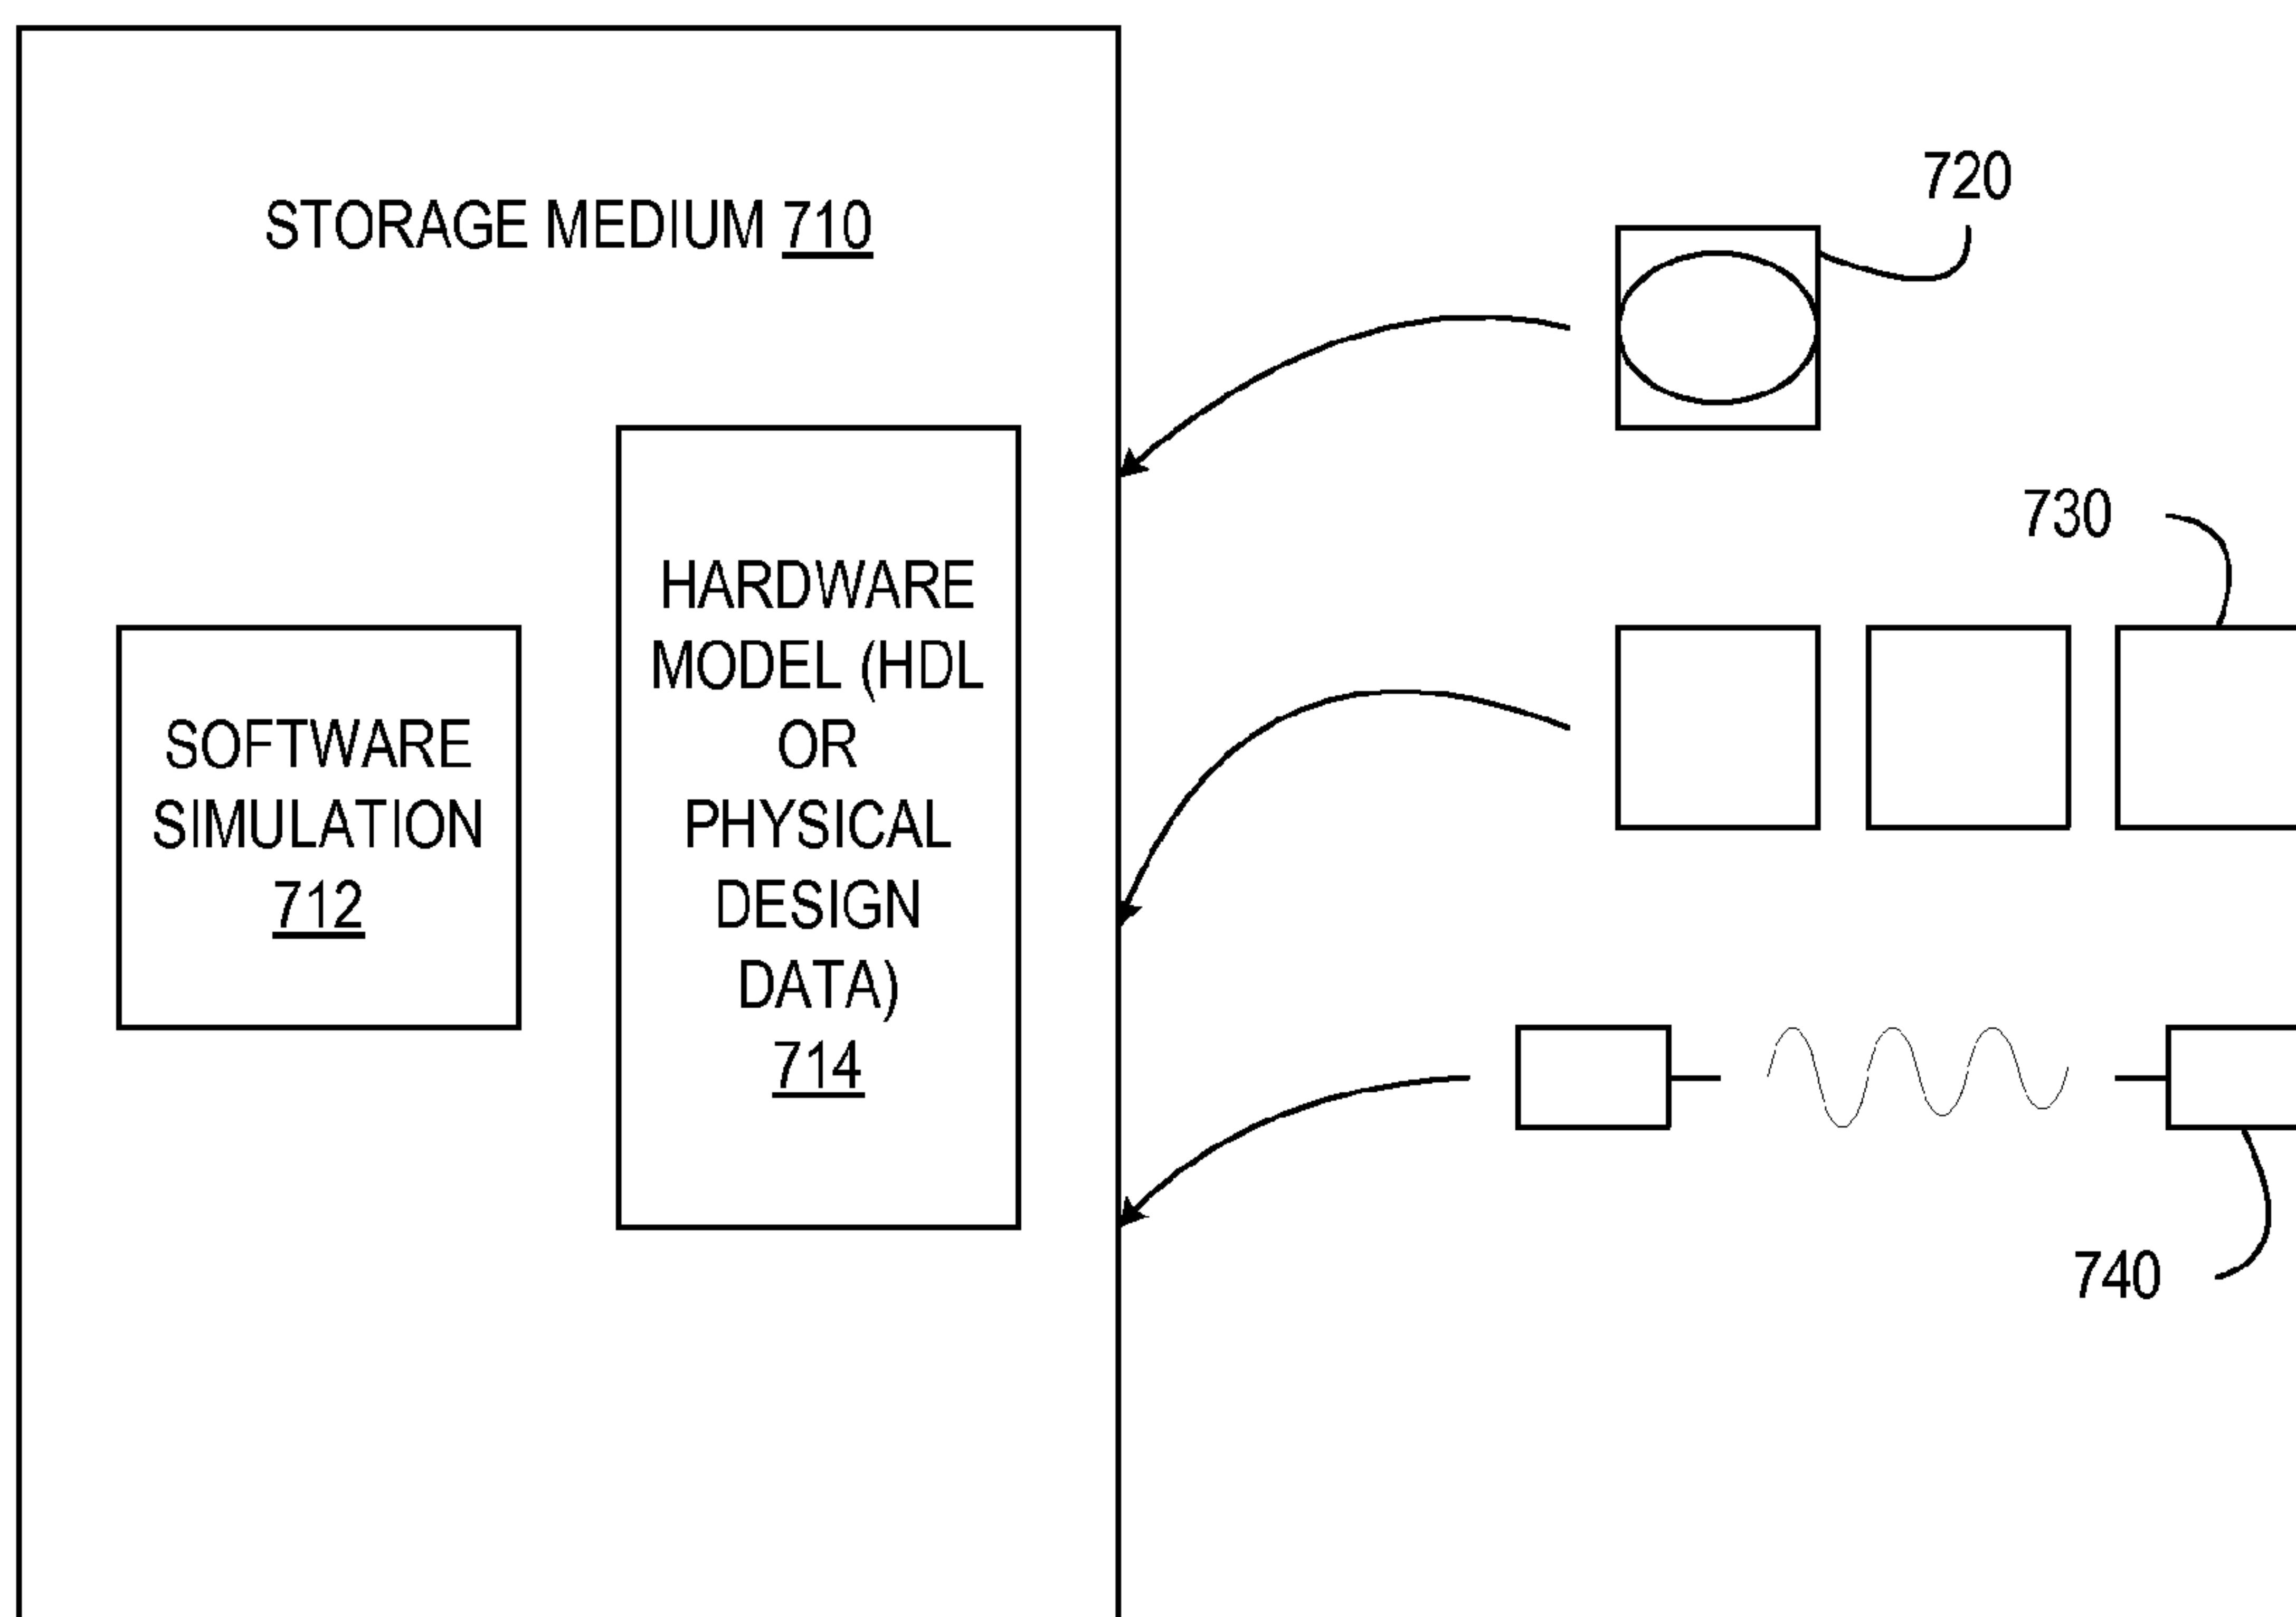 STORAGE MEDIUM 710
720
730
HARDWARE
MODEL (HDL
OR
PHYSICAL
DESIGN
DATA)
714
SOFTWARE
SIMULATION
712
740